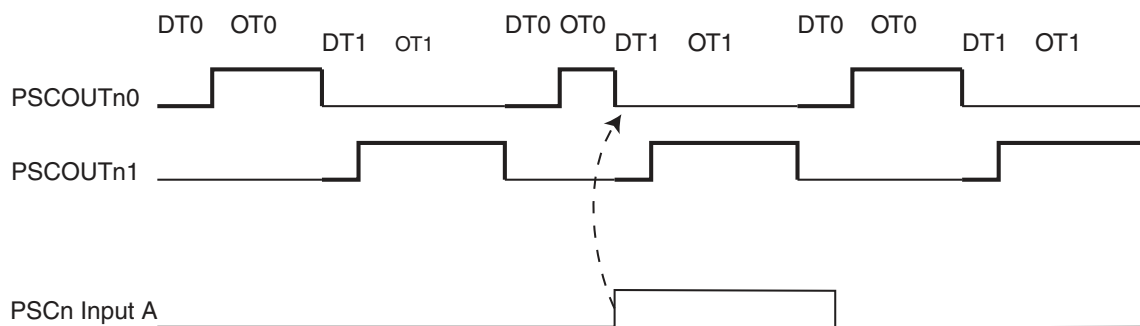 DT0 OT0 DT1 OT1 DT0 OT0 DT1 OT1 DT0 OT0 DT1 OT1
PSCOUTn0
PSCOUTn1
PSCn Input A